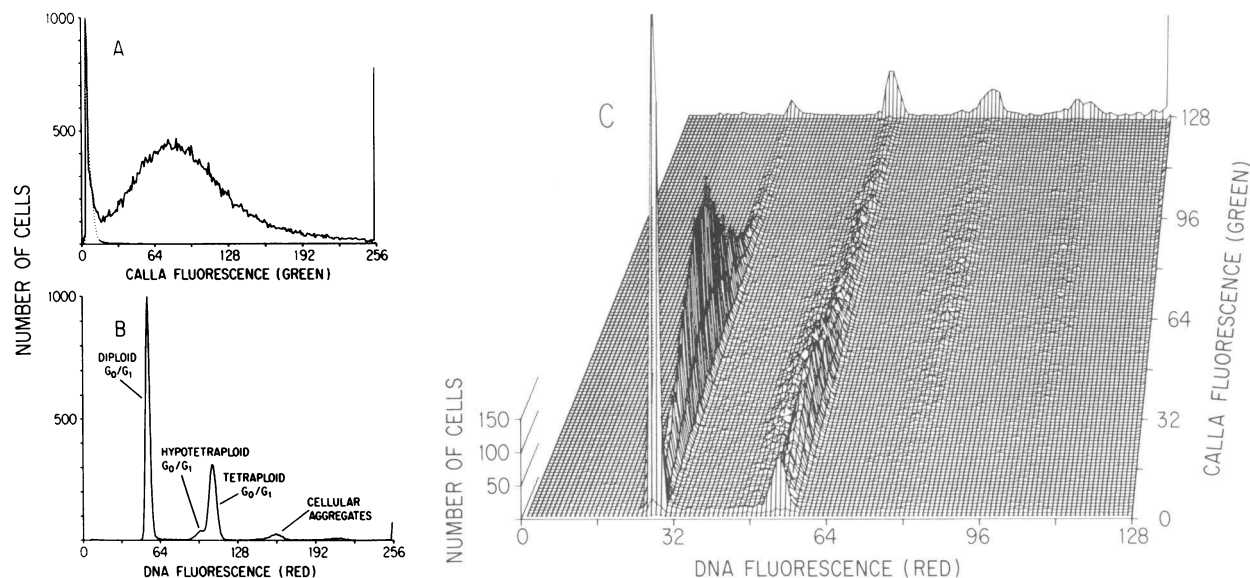 A
1000
500
NUMBER OF CELLS
0 64 128 192 256
CALLA FLUORESCENCE (GREEN)
B
1000
500
DIPLOID
G0/G1
HYPOTETRAPLOID
G0/G1
TETRAPLOID
G0/G1
CELLULAR
AGGREGATES
0 64 128 192 256
DNA FLUORESCENCE (RED)
C
NUMBER OF CELLS
150
100
50
0 32 64 96 128
DNA FLUORESCENCE (RED)
128
96
64
32
0
CALLA FLUORESCENCE (GREEN)